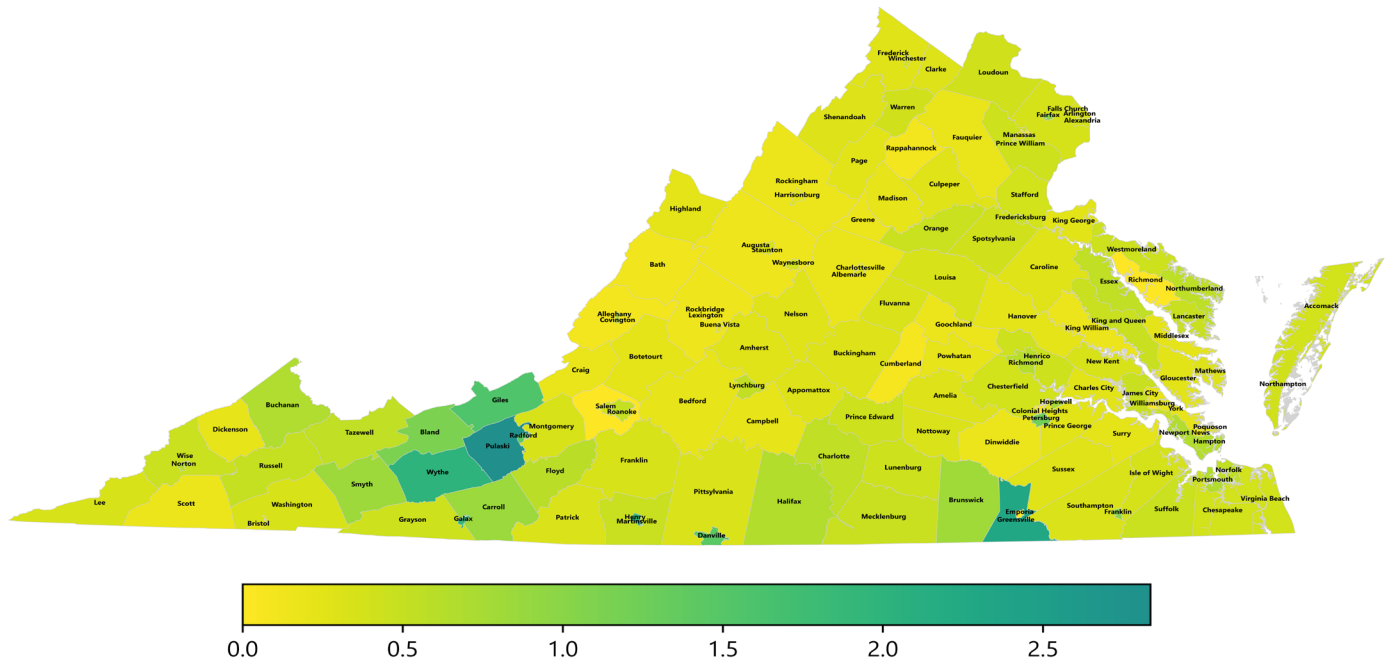 Frederick
Winchester
Clarke
Loudoun
Warren
Shenandoah
Falls Church
Fairfax
Arlington
Alexandria
Fauquier
Manassas
Prince William
Rappahannock
Page
Rockingham
Culpeper
Harrisonburg
Stafford
Madison
Highland
Greene
Fredericksburg
King George
Orange
Spotsylvania
Augusta
Staunton
Westmoreland
Waynesboro
Bath
Charlottesville
Albemarle
Caroline
Louisa
Richmond
Essex
Northumberland
Fluvanna
Accomack
Rockbridge
Lexington
Alleghany
Covington
Nelson
Lancaster
Hanover
King and Queen
Buena Vista
Goochland
King William
Middlesex
Amherst
Buckingham
Botetourt
Powhatan
Henrico
Richmond
New Kent
Cumberland
Craig
Mathews
Gloucester
Northampton
Lynchburg
Chesterfield
Charles City
Appomattox
James City
Amelia
Giles
Bedford
Hopewell
Williamsburg
York
Buchanan
Salem
Roanoke
Colonial Heights
Petersburg
Prince George
Prince Edward
Campbell
Montgomery
Poquoson
Dickenson
Tazewell
Bland
Radford
Nottoway
Surry
Newport News
Hampton
Pulaski
Dinwiddie
Wise
Norton
Russell
Charlotte
Franklin
Wythe
Floyd
Lunenburg
Sussex
Isle of Wight
Norfolk
Portsmouth
Smyth
Pittsylvania
Virginia Beach
Lee
Scott
Washington
Halifax
Brunswick
Carroll
Southampton
Suffolk
Chesapeake
Emporia
Greensville
Franklin
Bristol
Grayson
Galax
Patrick
Henry
Martinsville
Mecklenburg
Danville
0.0 0.5 1.0 1.5 2.0 2.5